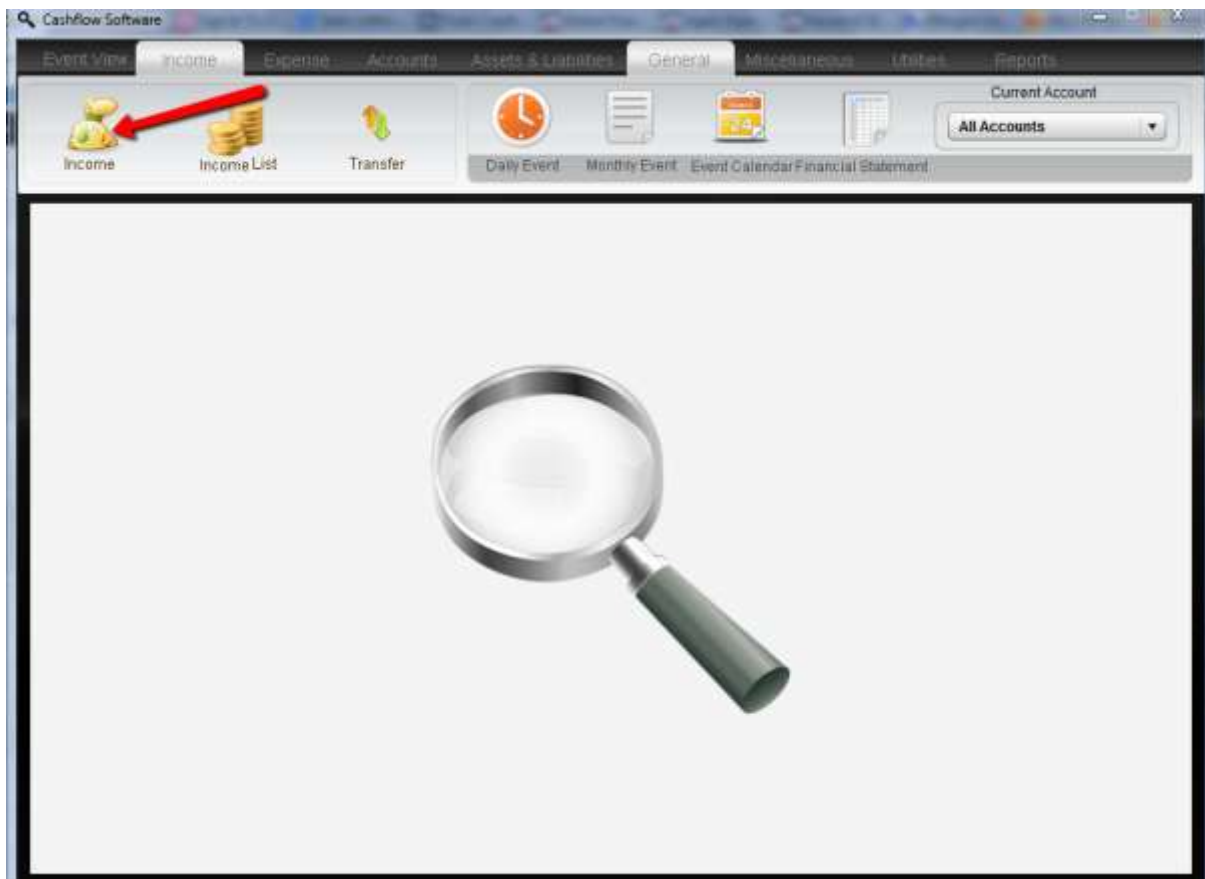 Cashflow Software
Event View Income Expense Accounts Assets & Liabilities General Miscellaneous Utilities Reports
Current Account
All Accounts
Income Income List Transfer Daily Event Monthly Event Event Calendar Financial Statement